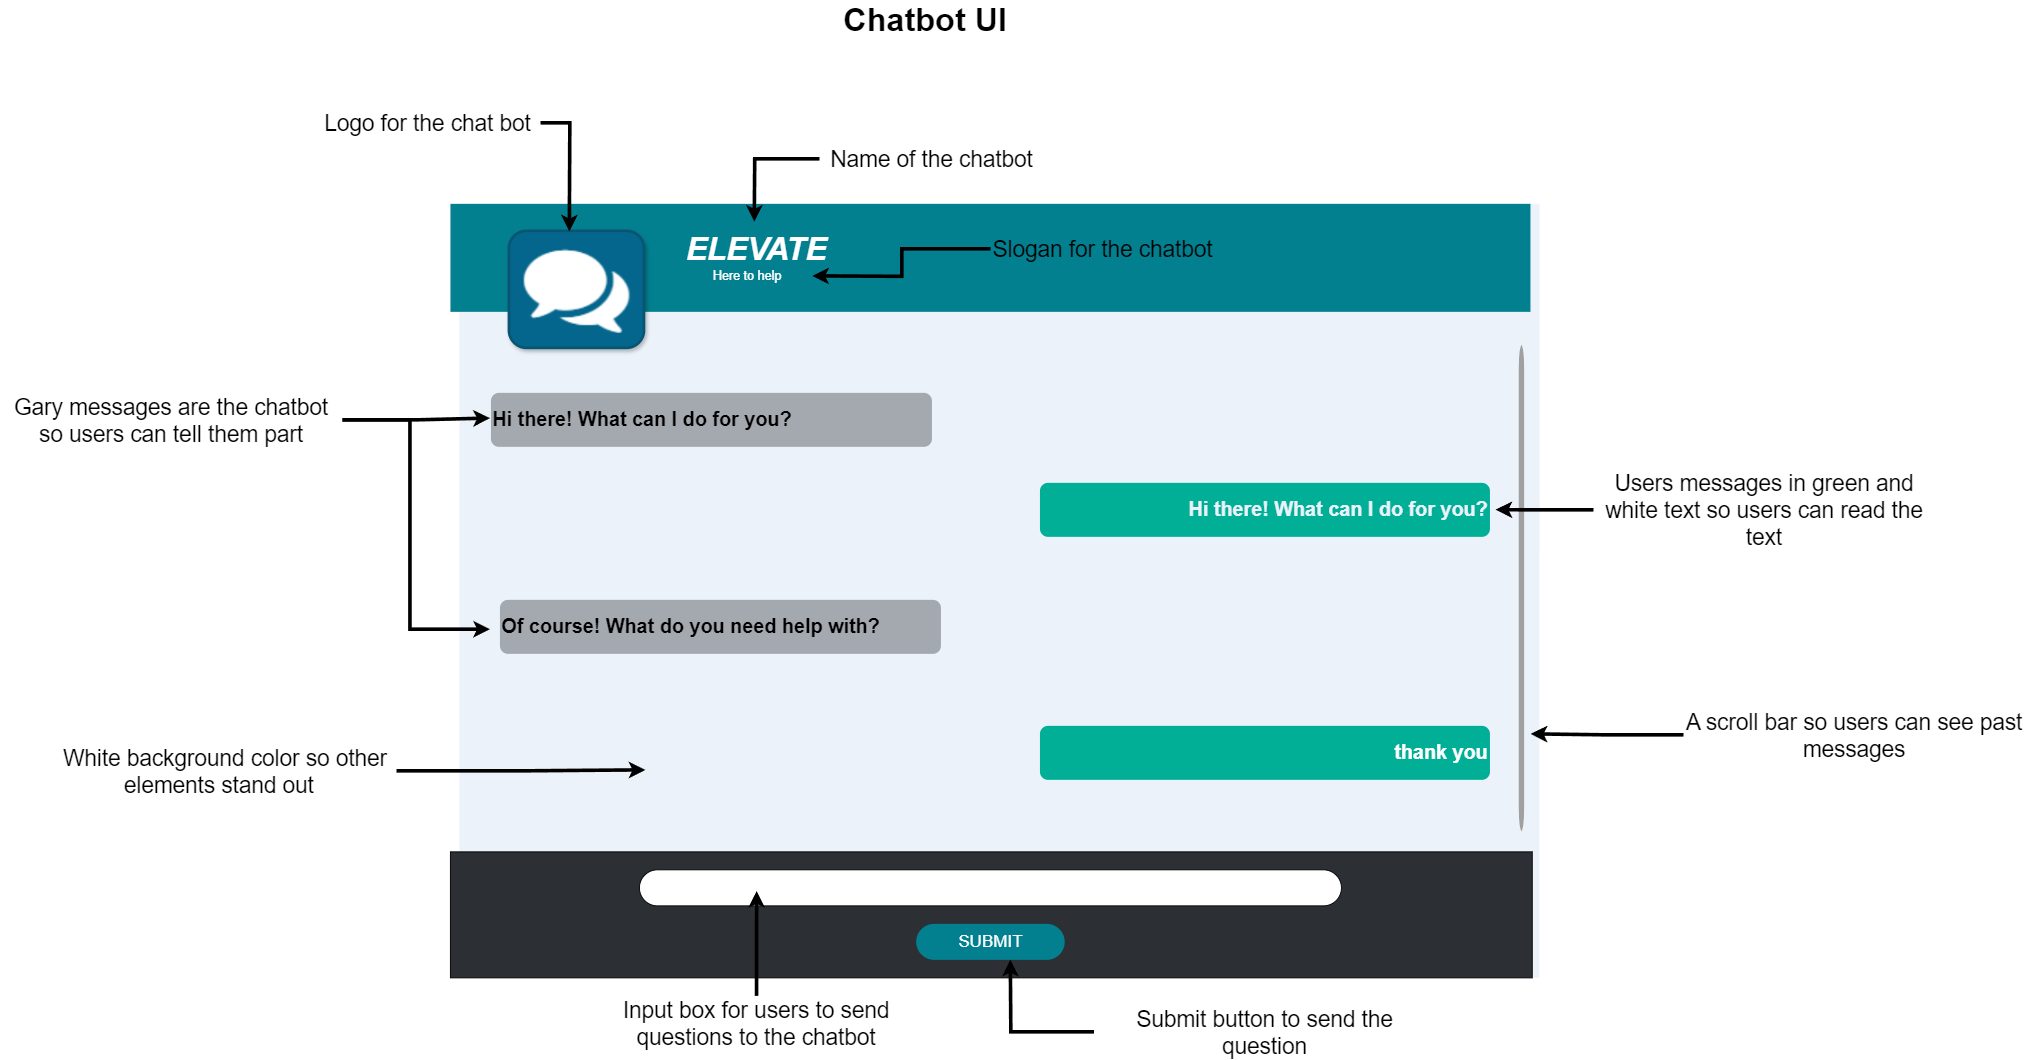 Chatbot UI
Logo for the chat bot
Name of the chatbot
ELEVATE
Here to help
Slogan for the chatbot
Gary messages are the chatbot
so users can tell them part
Hi there! What can I do for you?
Hi there! What can I do for you?
Users messages in green and
white text so users can read the
text
Of course! What do you need help with?
A scroll bar so users can see past
messages
White background color so other
elements stand out
thank you
SUBMIT
Input box for users to send
questions to the chatbot
Submit button to send the
question